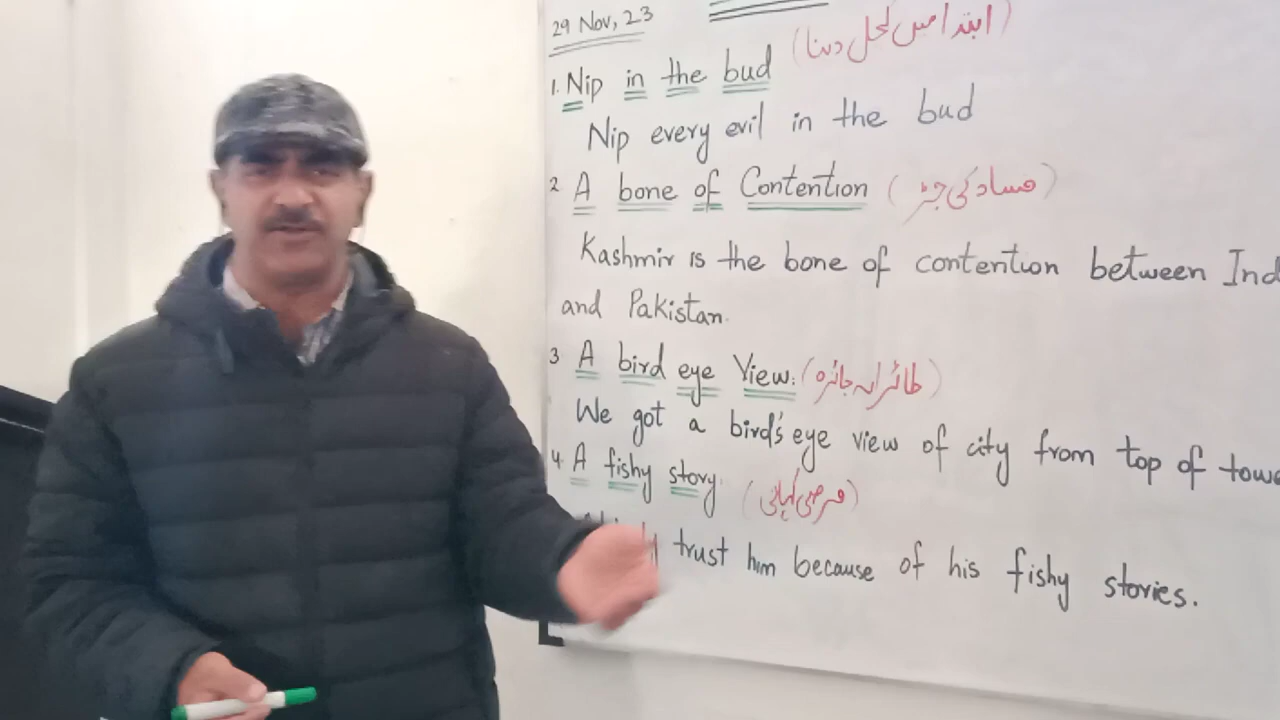 29 Nov, 23
1. Nip in the bud (ابتدا میں کچل دینا)
Nip every evil in the bud
2 A bone of Contention (فساد کی جڑ)
Kashmir is the bone of contention between
and Pakistan.
3 A bird eye View. (طائرانہ جائزہ)
We got a bird's eye view of city from top of
4 A fishy story. (فرضی کہانی)
trust him because of his fishy stories.